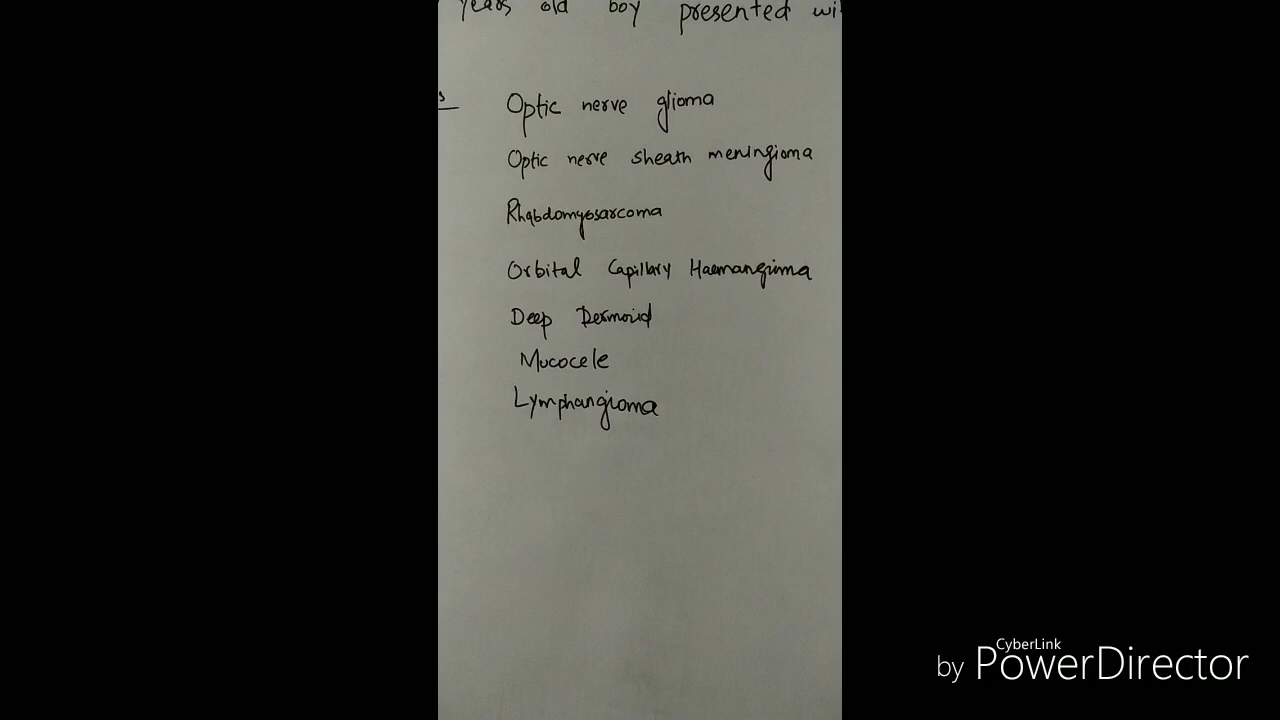 years old boy presented wi
s
Optic nerve glioma
Optic nerve sheath meningioma
Rhabdomyosarcoma
Orbital Capillary Haemangioma
Deep Dermoid
Mucocele
Lymphangioma
CyberLink
by PowerDirector